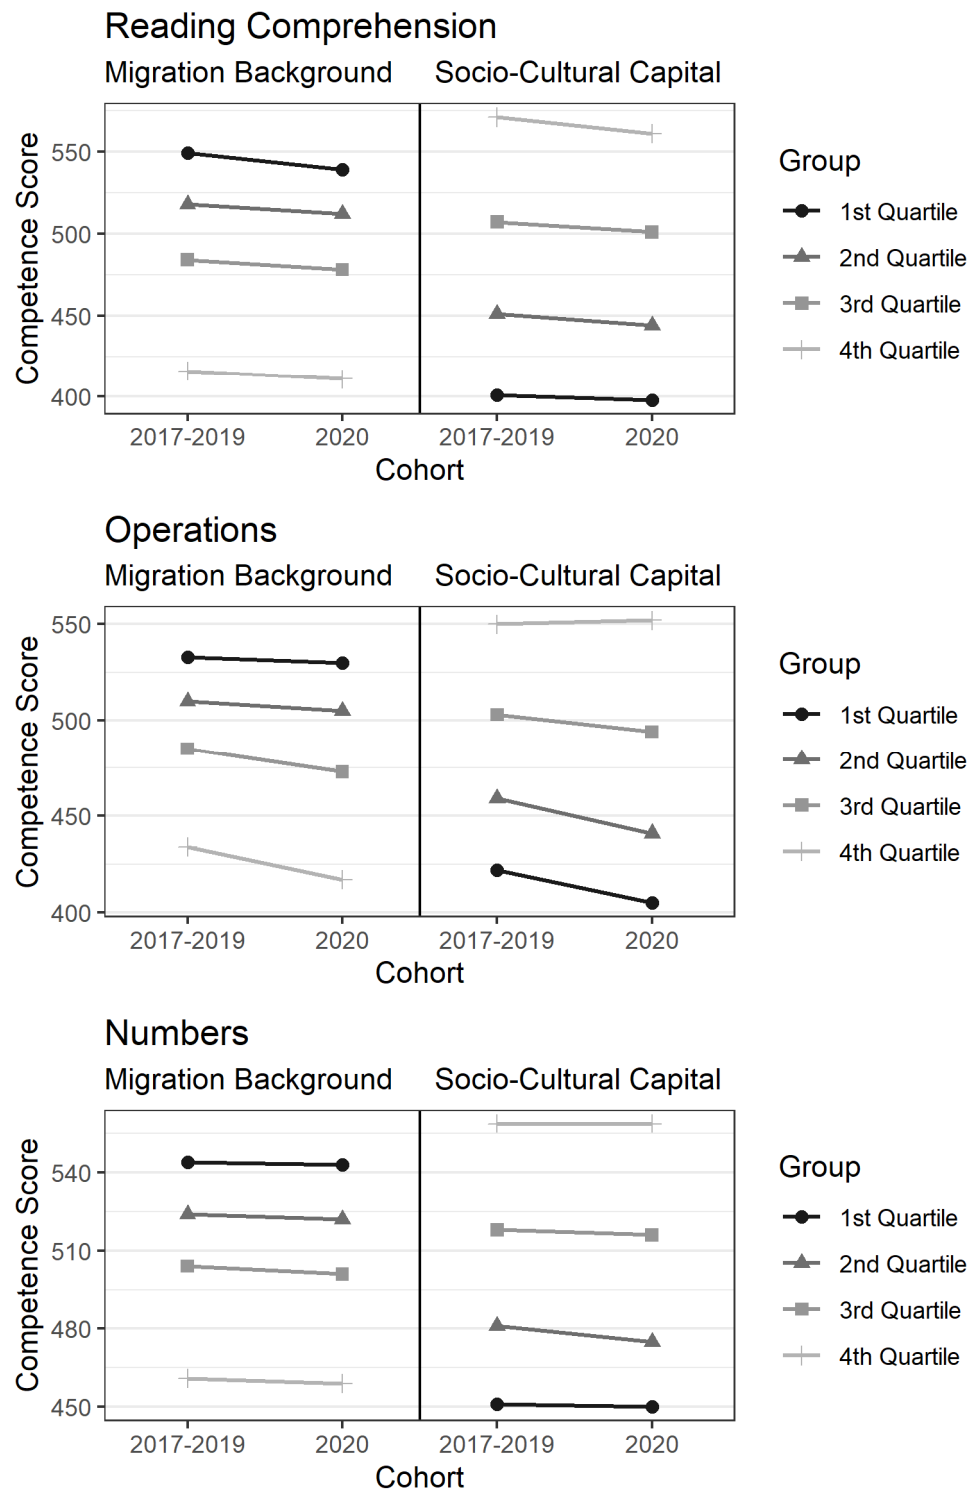 Reading Comprehension
Migration Background
Socio-Cultural Capital
Competence Score
550
500
450
400
2017-2019
2020
2017-2019
2020
Cohort
Group
1st Quartile
2nd Quartile
3rd Quartile
4th Quartile
Operations
Migration Background
Socio-Cultural Capital
Competence Score
550
500
450
400
2017-2019
2020
2017-2019
2020
Cohort
Group
1st Quartile
2nd Quartile
3rd Quartile
4th Quartile
Numbers
Migration Background
Socio-Cultural Capital
Competence Score
540
510
480
450
2017-2019
2020
2017-2019
2020
Cohort
Group
1st Quartile
2nd Quartile
3rd Quartile
4th Quartile